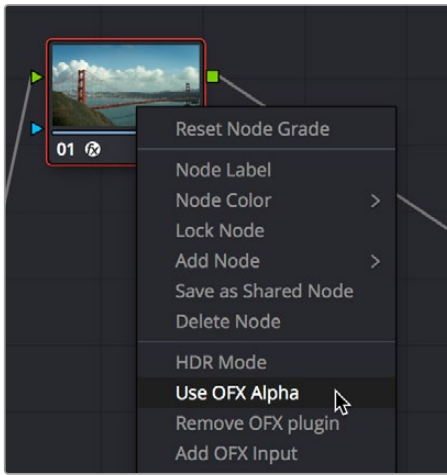 01 fx
Reset Node Grade
Node Label
Node Color >
Lock Node
Add Node >
Save as Shared Node
Delete Node
HDR Mode
Use OFX Alpha
Remove OFX plugin
Add OFX Input